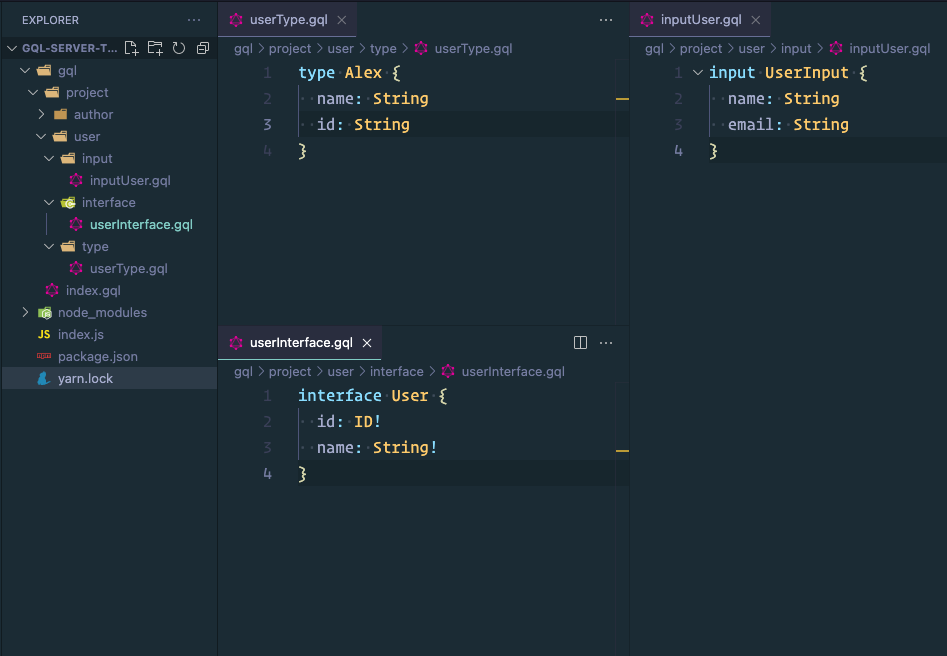 EXPLORER
GQL-SERVER-T...
gql
project
author
user
input
inputUser.gql
interface
userInterface.gql
type
userType.gql
index.gql
node_modules
JS index.js
package.json
yarn.lock
userType.gql
gql > project > user > type > userType.gql
1 type Alex {
2 name: String
3 id: String
4 }
userInterface.gql
gql > project > user > interface > userInterface.gql
1 interface User {
2 id: ID!
3 name: String!
4 }
inputUser.gql
gql > project > user > input > inputUser.gql
1 input UserInput {
2 name: String
3 email: String
4 }